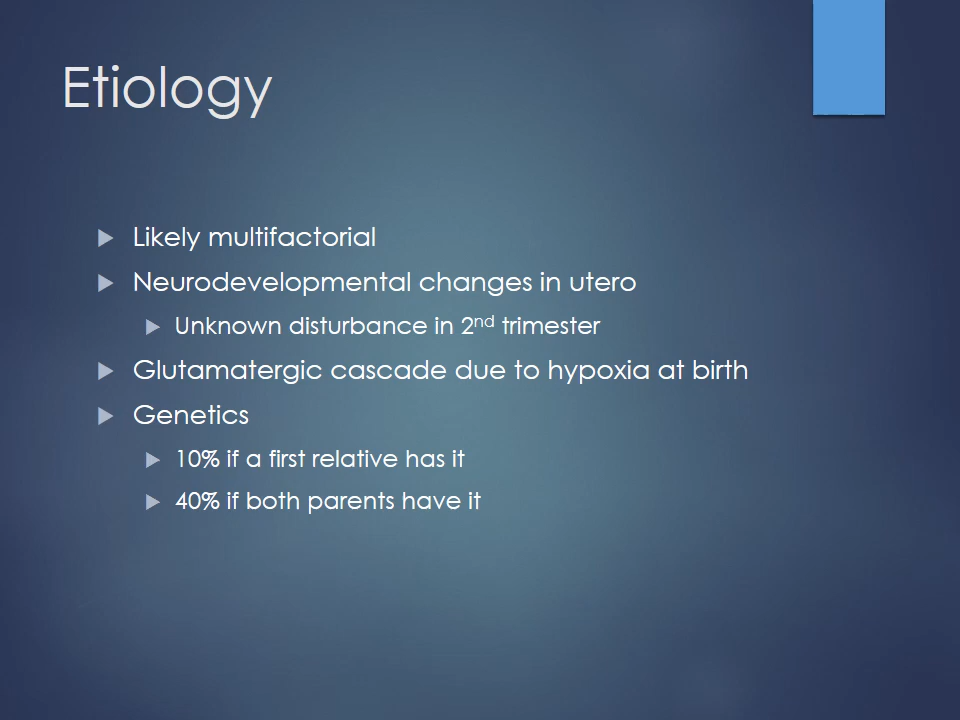 Etiology
Likely multifactorial
Neurodevelopmental changes in utero
Unknown disturbance in 2nd trimester
Glutamatergic cascade due to hypoxia at birth
Genetics
10% if a first relative has it
40% if both parents have it